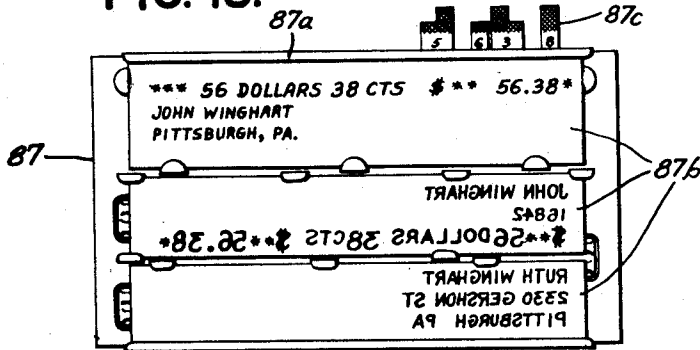 87a
87c
5 6 3 8
*** 56 DOLLARS 38 CTS $** 56.38*
JOHN WINGHART
PITTSBURGH, PA.
87
87b
JOHN WINGHART
16842
$**56DOLLARS 38CTS $**56.38*
RUTH WINGHART
2330 GERSHON ST
PITTSBURGH PA